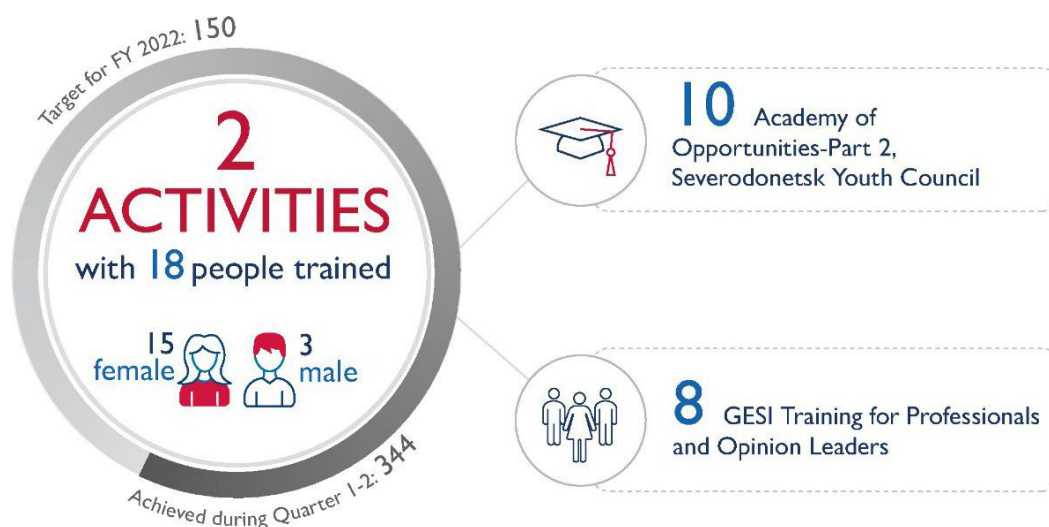 Target for FY 2022: 150
2
ACTIVITIES
with 18 people trained
15
female
3
male
Achieved during Quarter 1-2: 344
10 Academy of
Opportunities-Part 2,
Severodonetsk Youth Council
8 GESI Training for Professionals
and Opinion Leaders